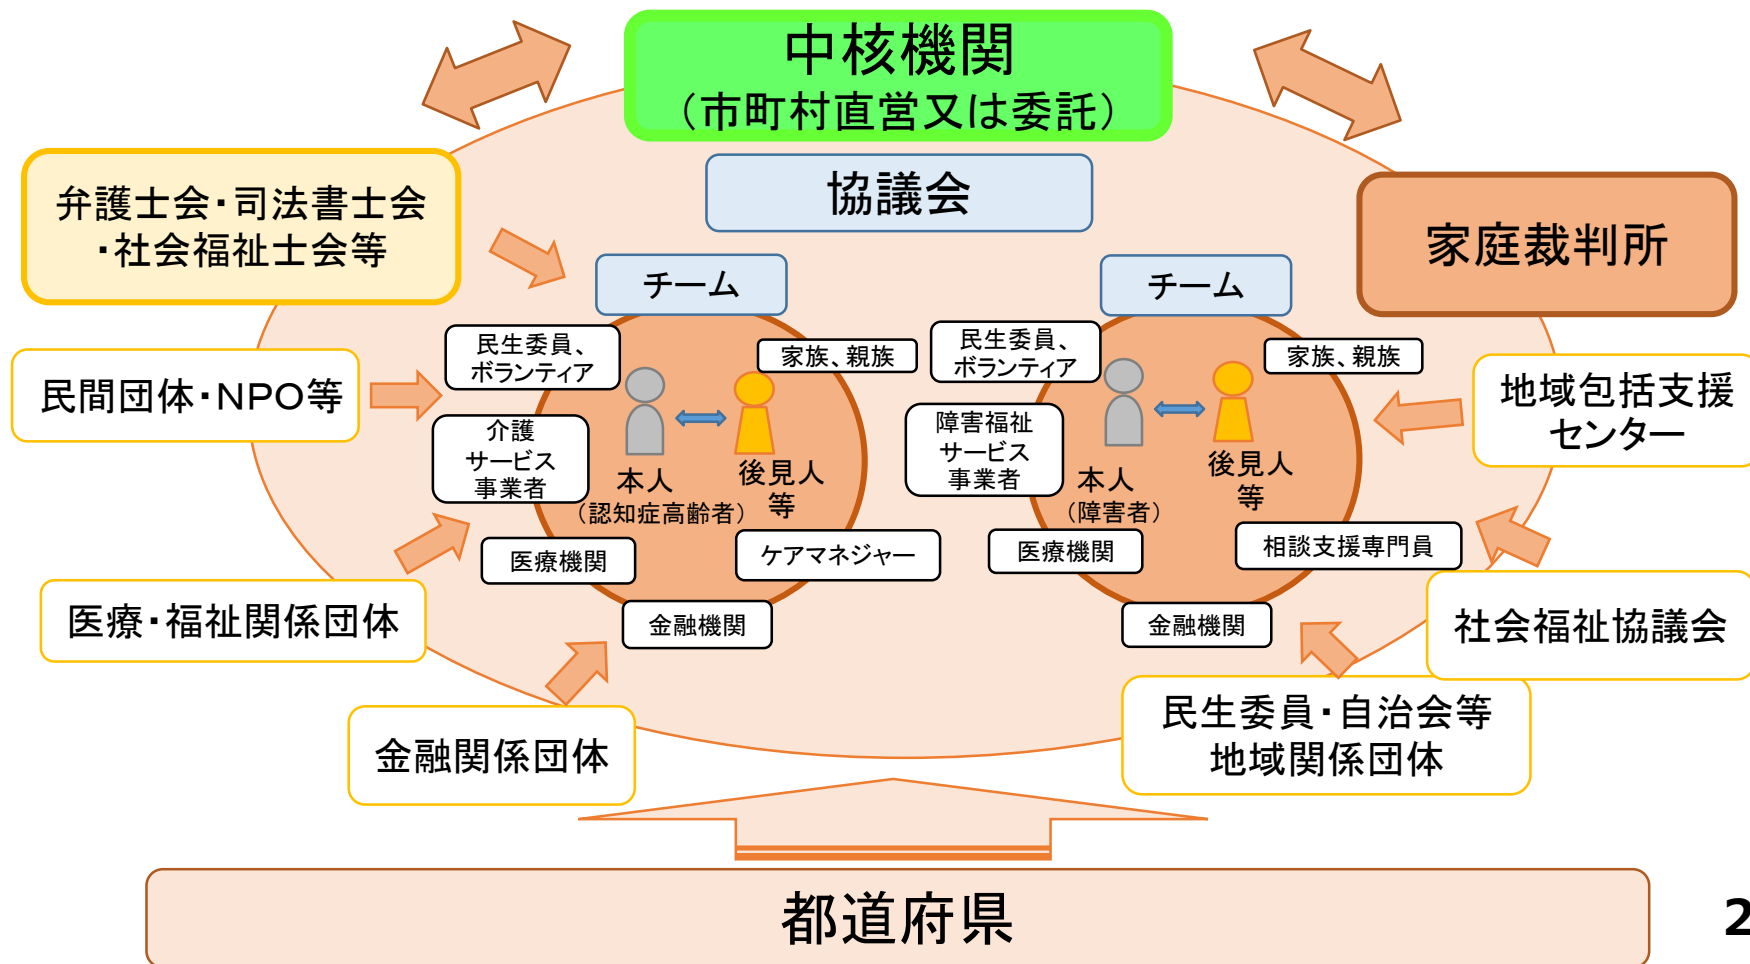 中核機関
（市町村直営又は委託）
協議会
弁護士会・司法書士会
・社会福祉士会等
家庭裁判所
チーム
民生委員、
ボランティア
家族、親族
介護
サービス
事業者
本人
（認知症高齢者）
後見人
等
医療機関
ケアマネジャー
金融機関
チーム
民生委員、
ボランティア
家族、親族
障害福祉
サービス
事業者
本人
（障害者）
後見人
等
医療機関
相談支援専門員
金融機関
民間団体・NPO等
医療・福祉関係団体
金融関係団体
地域包括支援
センター
社会福祉協議会
民生委員・自治会等
地域関係団体
都道府県
2